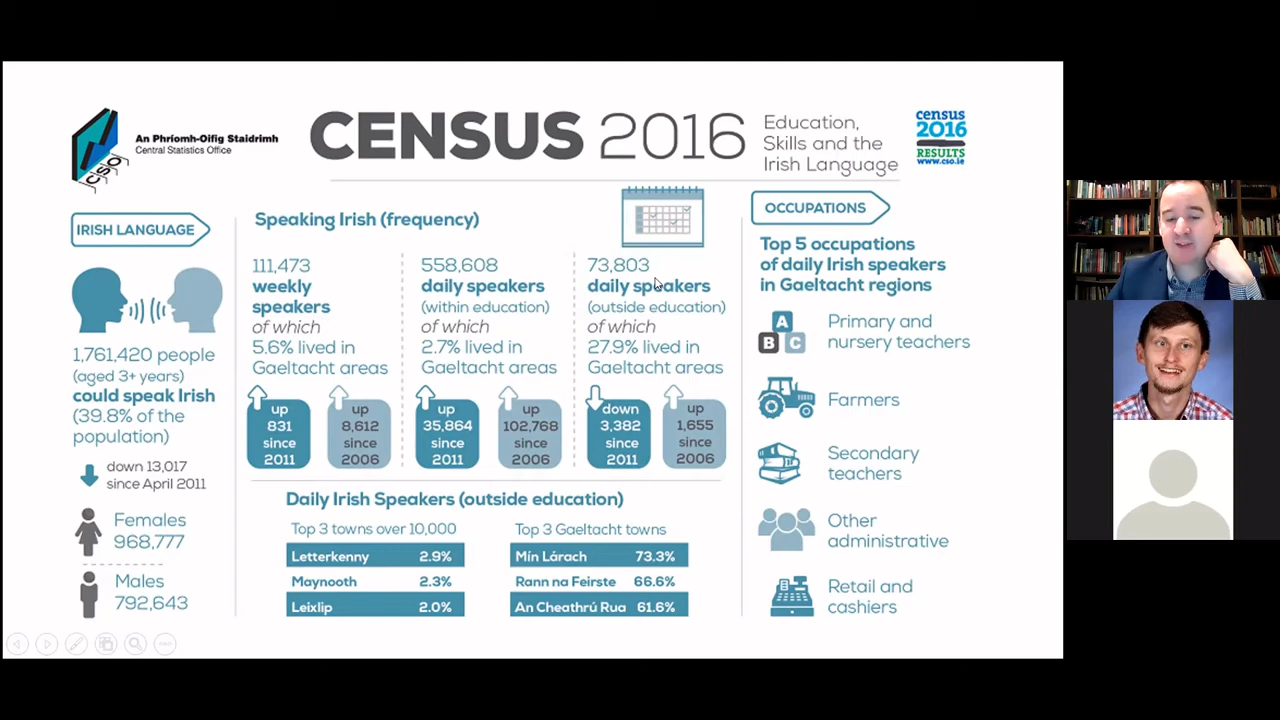 An Phríomh-Oifig Staidrimh
Central Statistics Office
CSO
CENSUS 2016
Education,
Skills and the
Irish Language
census
2016
RESULTS
www.cso.ie
IRISH LANGUAGE
1,761,420 people
(aged 3+ years)
could speak Irish
(39.8% of the
population)
down 13,017
since April 2011
Females
968,777
Males
792,643
Speaking Irish (frequency)
111,473
weekly
speakers
of which
5.6% lived in
Gaeltacht areas
up
831
since
2011
up
8,612
since
2006
558,608
daily speakers
(within education)
of which
2.7% lived in
Gaeltacht areas
up
35,864
since
2011
up
102,768
since
2006
73,803
daily speakers
(outside education)
of which
27.9% lived in
Gaeltacht areas
down
3,382
since
2011
up
1,655
since
2006
Daily Irish Speakers (outside education)
Top 3 towns over 10,000
Letterkenny 2.9%
Maynooth 2.3%
Leixlip 2.0%
Top 3 Gaeltacht towns
Mín Lárach 73.3%
Rann na Feirste 66.6%
An Cheathrú Rua 61.6%
OCCUPATIONS
Top 5 occupations
of daily Irish speakers
in Gaeltacht regions
A
B C
Primary and
nursery teachers
Farmers
Secondary
teachers
Other
administrative
Retail and
cashiers